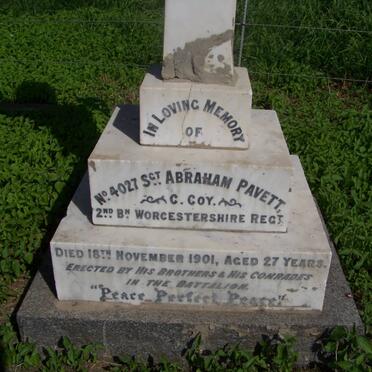 IN LOVING MEMORY
OF
No 4027 SGT ABRAHAM PAVETT.
C. COY.
2ND BN WORCESTERSHIRE REGT.
DIED 18TH NOVEMBER 1901, AGED 27 YEARS.
ERECTED BY HIS BROTHERS & HIS COMRADES
IN THE BATTALION.
"Peace Perfect Peace"